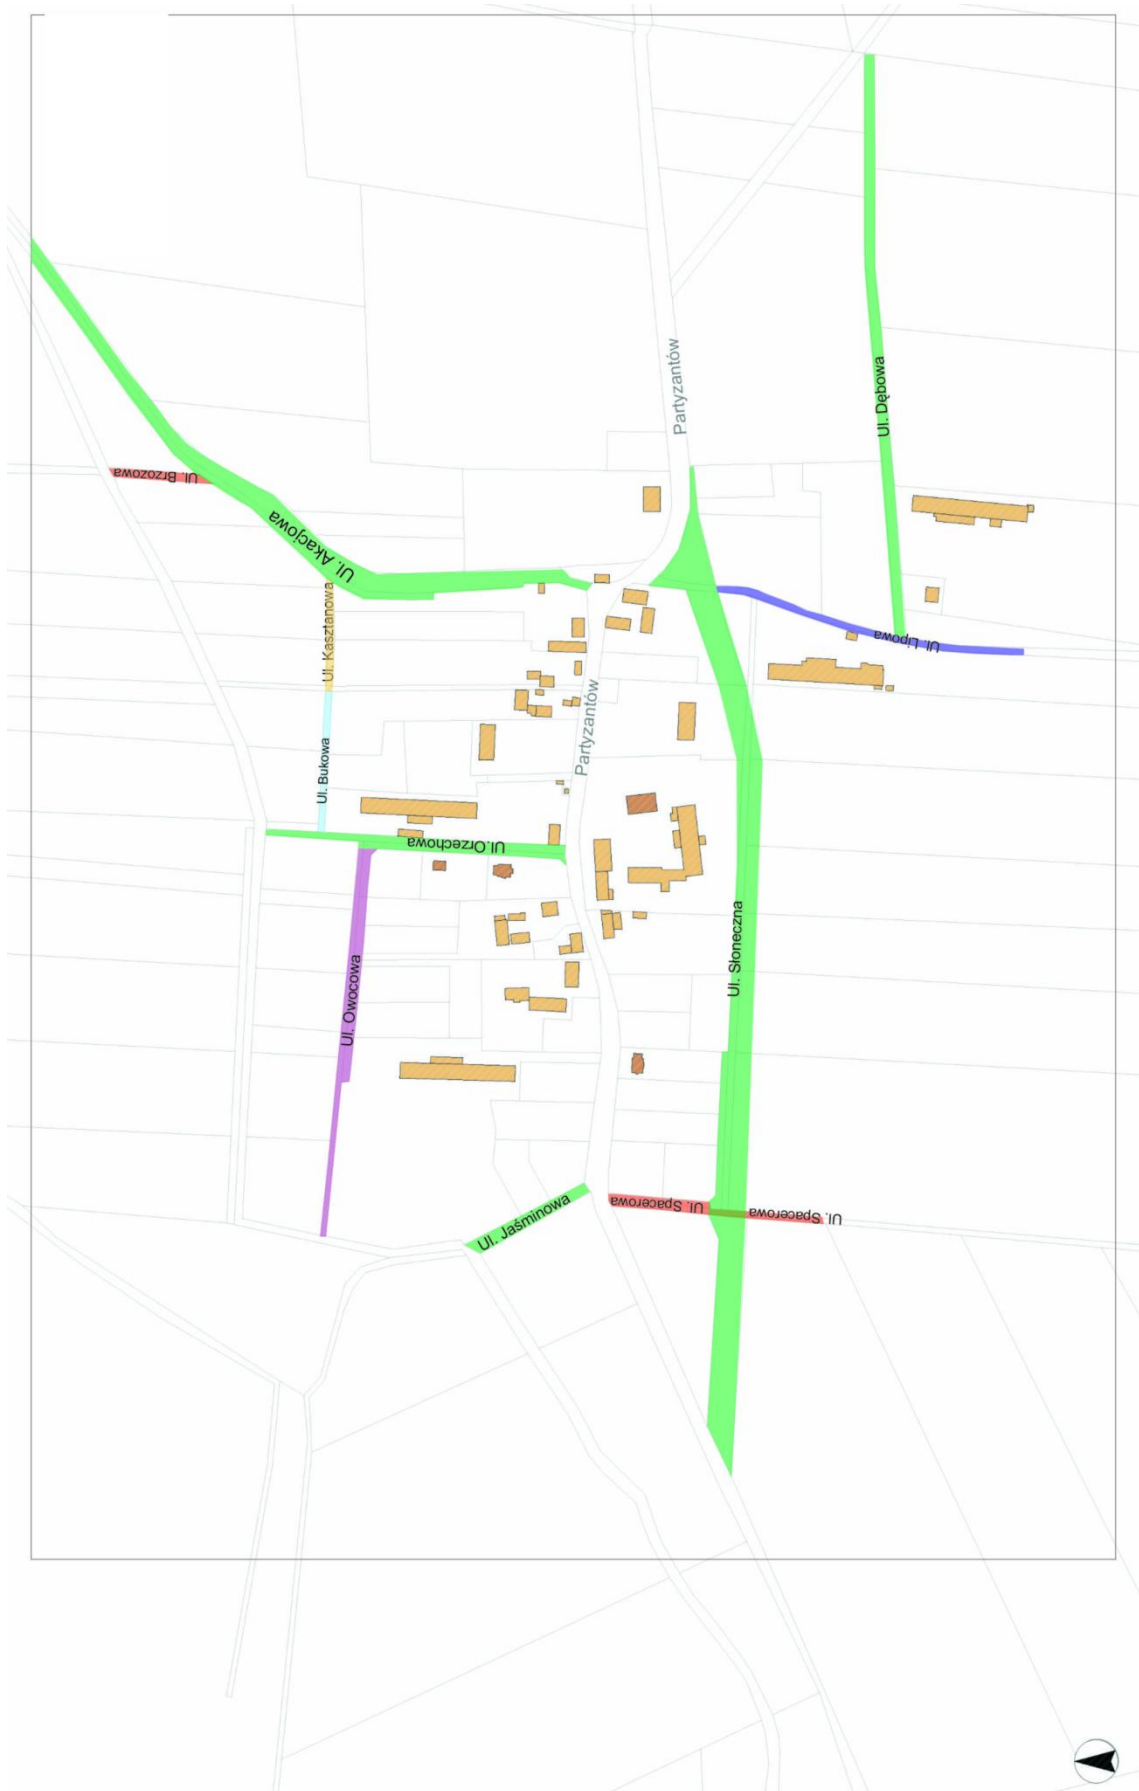 Partyzantów
Ul. Dębowa
Ul. Brzozowa
Ul. Akacjowa
Ul. Kasztanowa
Ul. Lipowa
Partyzantów
Ul. Bukowa
Ul.Orzechowa
Ul. Słoneczna
Ul. Owocowa
Ul. Jaśminowa
Ul. Spacerowa
Ul. Spacerowa